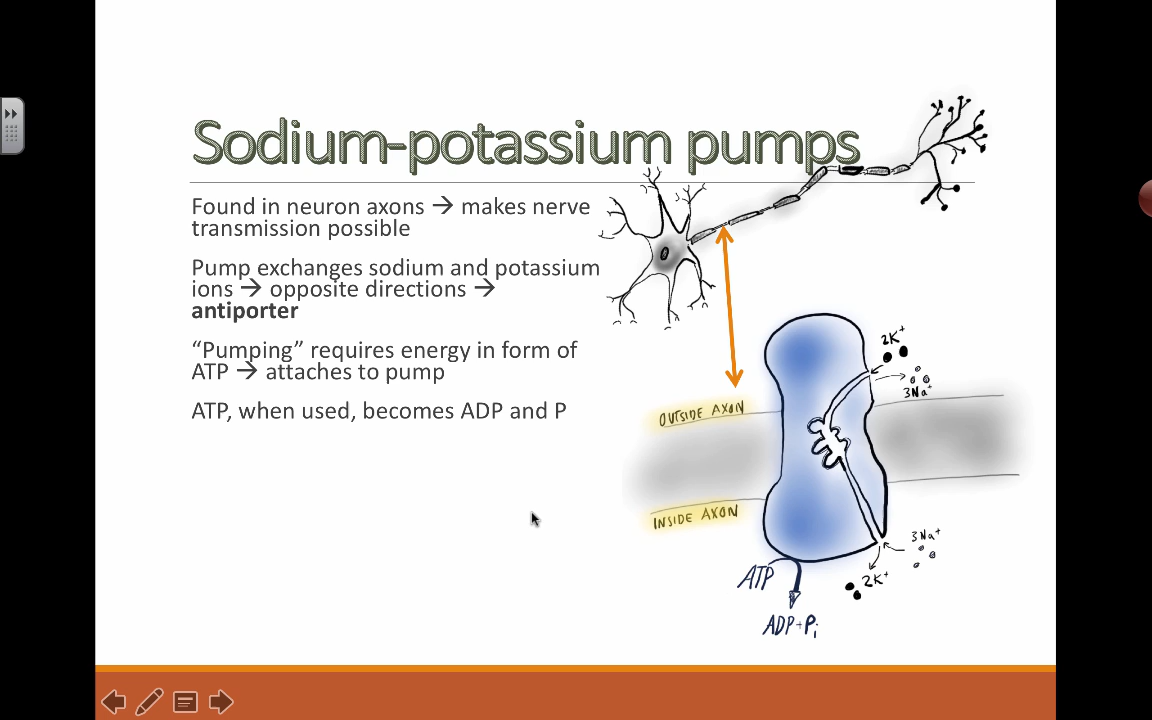 Sodium-potassium pumps
Found in neuron axons → makes nerve
transmission possible
Pump exchanges sodium and potassium
ions → opposite directions →
antiporter
“Pumping” requires energy in form of
ATP → attaches to pump
ATP, when used, becomes ADP and P
2K+
3Na+
OUTSIDE AXON
INSIDE AXON
3Na+
2K+
ATP
ADP+Pi